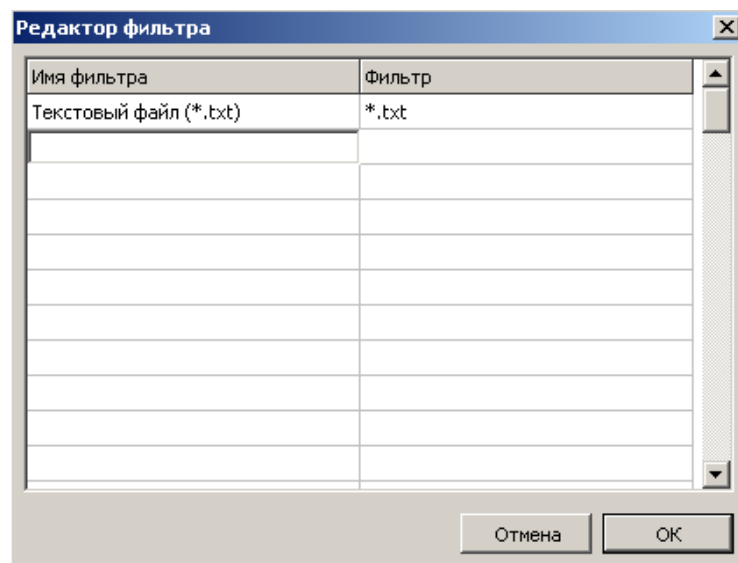 Редактор фильтра
Имя фильтра Фильтр
Текстовый файл (*.txt) *.txt
Отмена OK